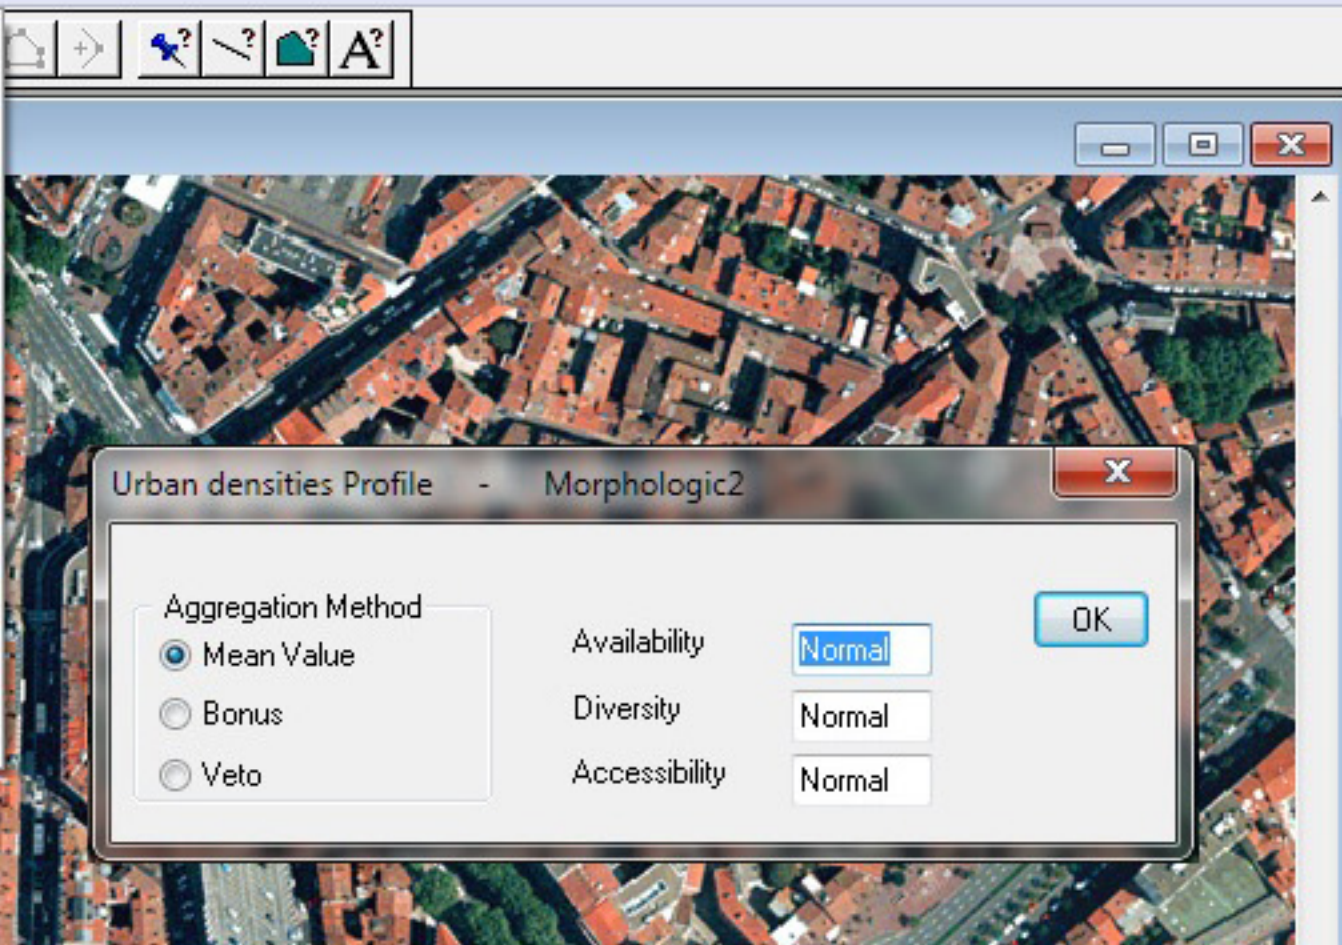 ? ? ? A?
Urban densities Profile - Morphologic2
Aggregation Method
Mean Value
Bonus
Veto
Availability Normal
Diversity Normal
Accessibility Normal
OK